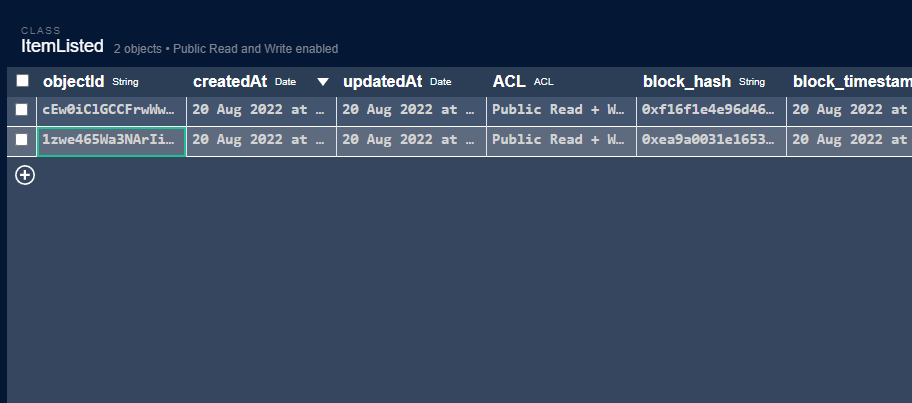 CLASS
ItemListed 2 objects • Public Read and Write enabled
objectId String createdAt Date updatedAt Date ACL ACL block_hash String block_timestam
cEw0iClGCCFrwWw… 20 Aug 2022 at … 20 Aug 2022 at … Public Read + W… 0xf16f1e4e96d46… 20 Aug 2022 at
1zwe465Wa3NArIi… 20 Aug 2022 at … 20 Aug 2022 at … Public Read + W… 0xea9a0031e1653… 20 Aug 2022 at